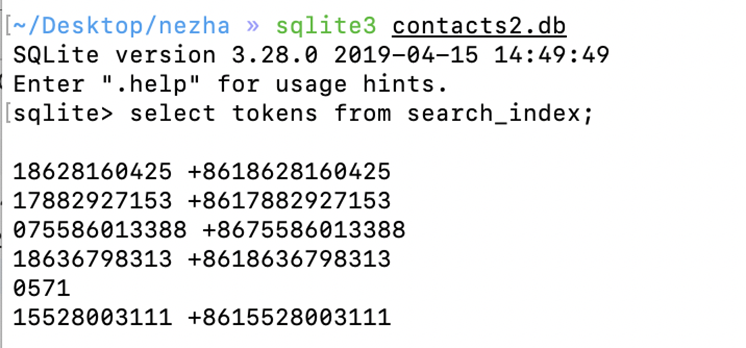 [~/Desktop/nezha » sqlite3 contacts2.db
SQLite version 3.28.0 2019-04-15 14:49:49
Enter ".help" for usage hints.
[sqlite> select tokens from search_index;
18628160425 +8618628160425
17882927153 +8617882927153
075586013388 +8675586013388
18636798313 +8618636798313
0571
15528003111 +8615528003111